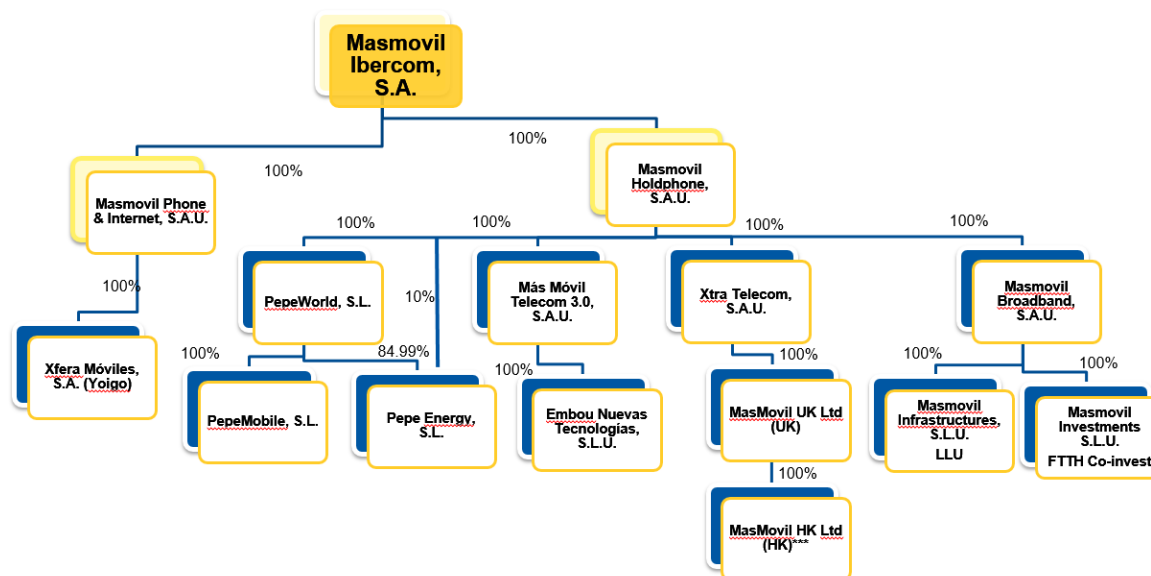 Masmovil
Ibercom,
S.A.
100%
100%
Masmovil Phone
& Internet, S.A.U.
Masmovil
Holdphone,
S.A.U.
100%
100%
100%
100%
100%
10%
PepeWorld, S.L.
Más Móvil
Telecom 3.0,
S.A.U.
Xtra Telecom,
S.A.U.
Masmovil
Broadband,
S.A.U.
100%
84.99%
100%
100%
100%
100%
Xfera Móviles,
S.A. (Yoigo)
PepeMobile, S.L.
Pepe Energy,
S.L.
Embou Nuevas
Tecnologías,
S.L.U.
MasMovil UK Ltd
(UK)
Masmovil
Infrastructures,
S.L.U.
LLU
Masmovil
Investments
S.L.U.
FTTH Co-invest
100%
MasMovil HK Ltd
(HK)***